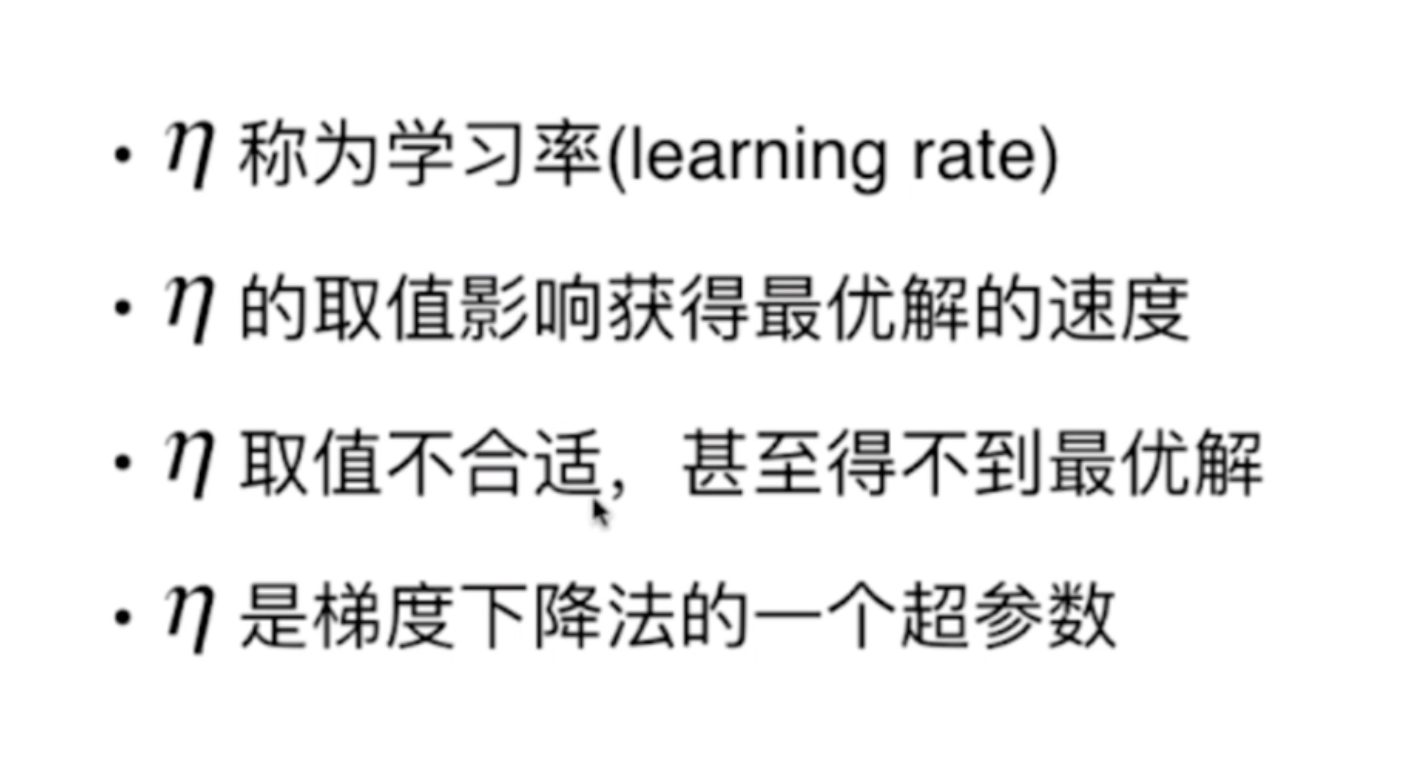 • η 称为学习率(learning rate)
• η 的取值影响获得最优解的速度
• η 取值不合适，甚至得不到最优解
• η 是梯度下降法的一个超参数